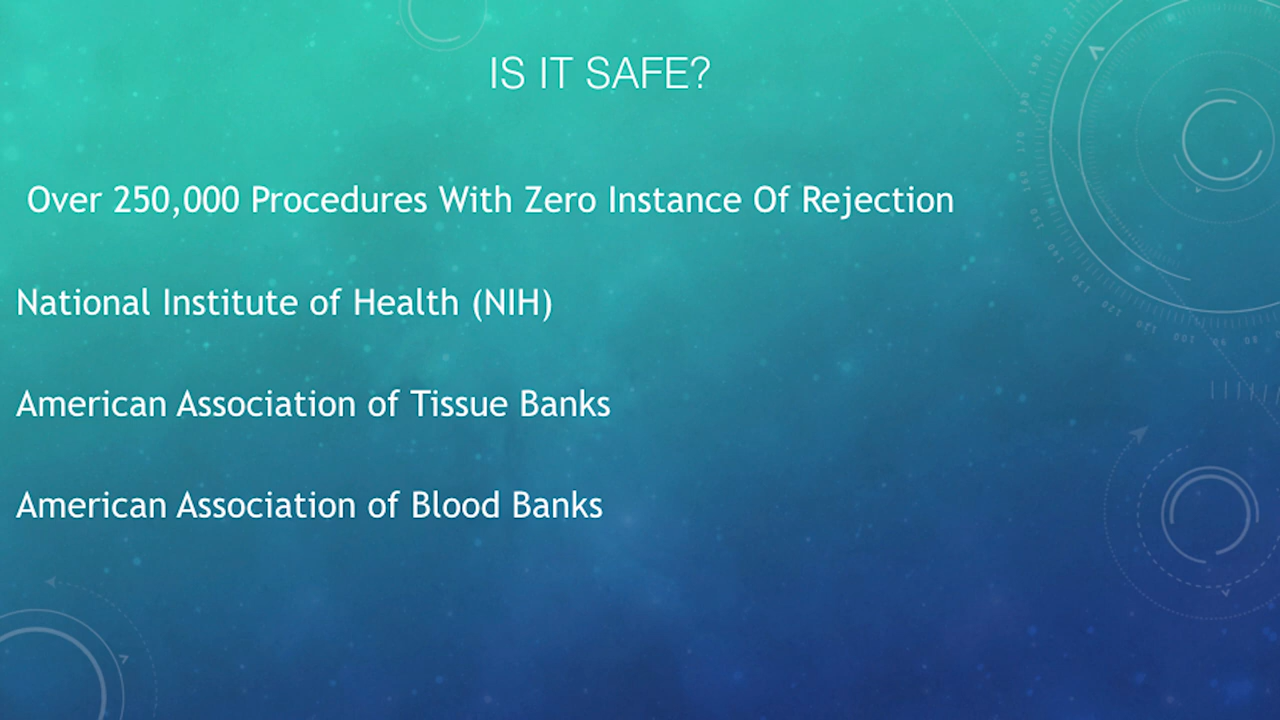 IS IT SAFE?
Over 250,000 Procedures With Zero Instance Of Rejection
National Institute of Health (NIH)
American Association of Tissue Banks
American Association of Blood Banks